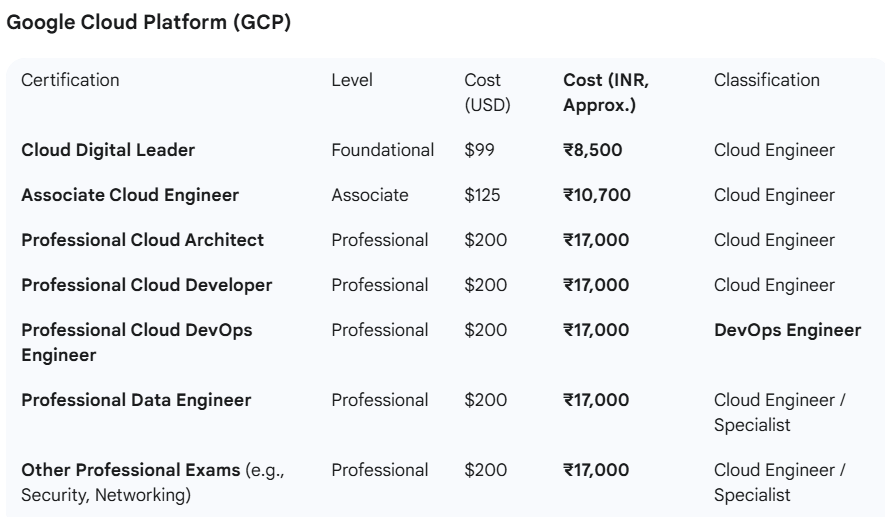 Google Cloud Platform (GCP)
Certification Level Cost (USD) Cost (INR, Approx.) Classification
Cloud Digital Leader Foundational $99 ₹8,500 Cloud Engineer
Associate Cloud Engineer Associate $125 ₹10,700 Cloud Engineer
Professional Cloud Architect Professional $200 ₹17,000 Cloud Engineer
Professional Cloud Developer Professional $200 ₹17,000 Cloud Engineer
Professional Cloud DevOps Engineer Professional $200 ₹17,000 DevOps Engineer
Professional Data Engineer Professional $200 ₹17,000 Cloud Engineer / Specialist
Other Professional Exams (e.g., Security, Networking) Professional $200 ₹17,000 Cloud Engineer / Specialist